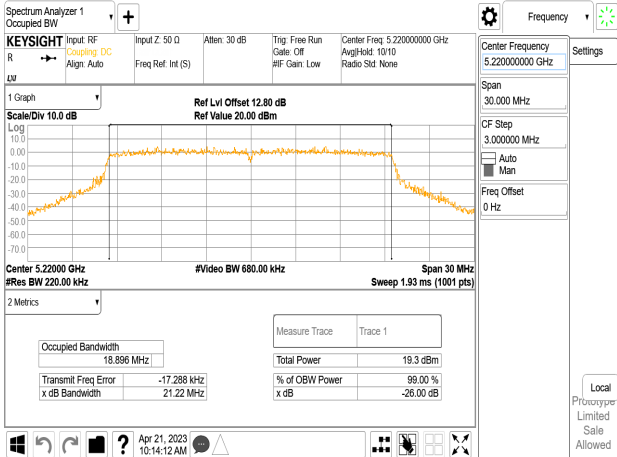 Spectrum Analyzer 1
Occupied BW
KEYSIGHT
R
Input: RF
Coupling: DC
Align: Auto
Input Z: 50 Ω
Freq Ref: Int (S)
Atten: 30 dB
Trig: Free Run
Gate: Off
#IF Gain: Low
Center Freq: 5.220000000 GHz
Avg|Hold: 10/10
Radio Std: None
1 Graph
Scale/Div 10.0 dB
Ref Lvl Offset 12.80 dB
Ref Value 20.00 dBm
Log
10.0
0.00
-10.0
-20.0
-30.0
-40.0
-50.0
-60.0
-70.0
Center 5.22000 GHz
#Res BW 220.00 kHz
#Video BW 680.00 kHz
Span 30 MHz
Sweep 1.93 ms (1001 pts)
2 Metrics
Measure Trace Trace 1
Occupied Bandwidth
18.896 MHz
Total Power 19.3 dBm
Transmit Freq Error -17.288 kHz
% of OBW Power 99.00 %
x dB Bandwidth 21.22 MHz
x dB -26.00 dB
?
Apr 21, 2023
10:14:12 AM
Frequency
Settings
Center Frequency
5.220000000 GHz
Span
30.000 MHz
CF Step
3.000000 MHz
Auto
Man
Freq Offset
0 Hz
Local
Prototype
Limited
Sale
Allowed